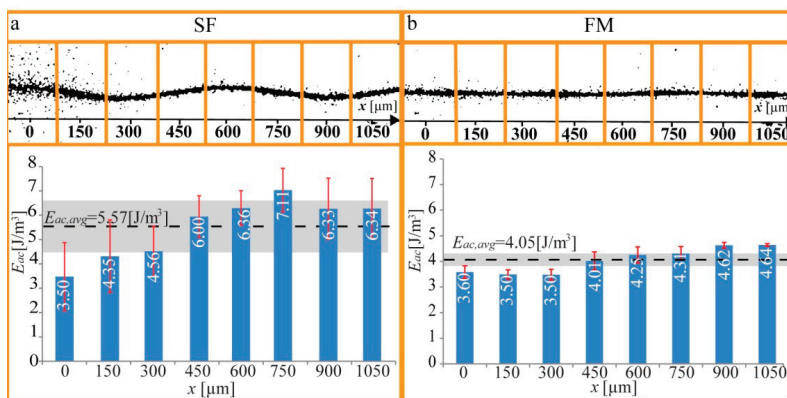 a
SF
x [µm]
0 150 300 450 600 750 900 1050
E_ac [J/m³]
8
7
6
5
4
3
2
1
0
E_ac,avg=5.57[J/m³]
3.50 4.35 4.56 6.00 6.36 7.11 6.33 6.34
0 150 300 450 600 750 900 1050
x [µm]
b
FM
x [µm]
0 150 300 450 600 750 900 1050
E_ac [J/m³]
8
7
6
5
4
3
2
1
0
E_ac,avg=4.05[J/m³]
3.60 3.50 3.50 4.01 4.25 4.31 4.62 4.64
0 150 300 450 600 750 900 1050
x [µm]